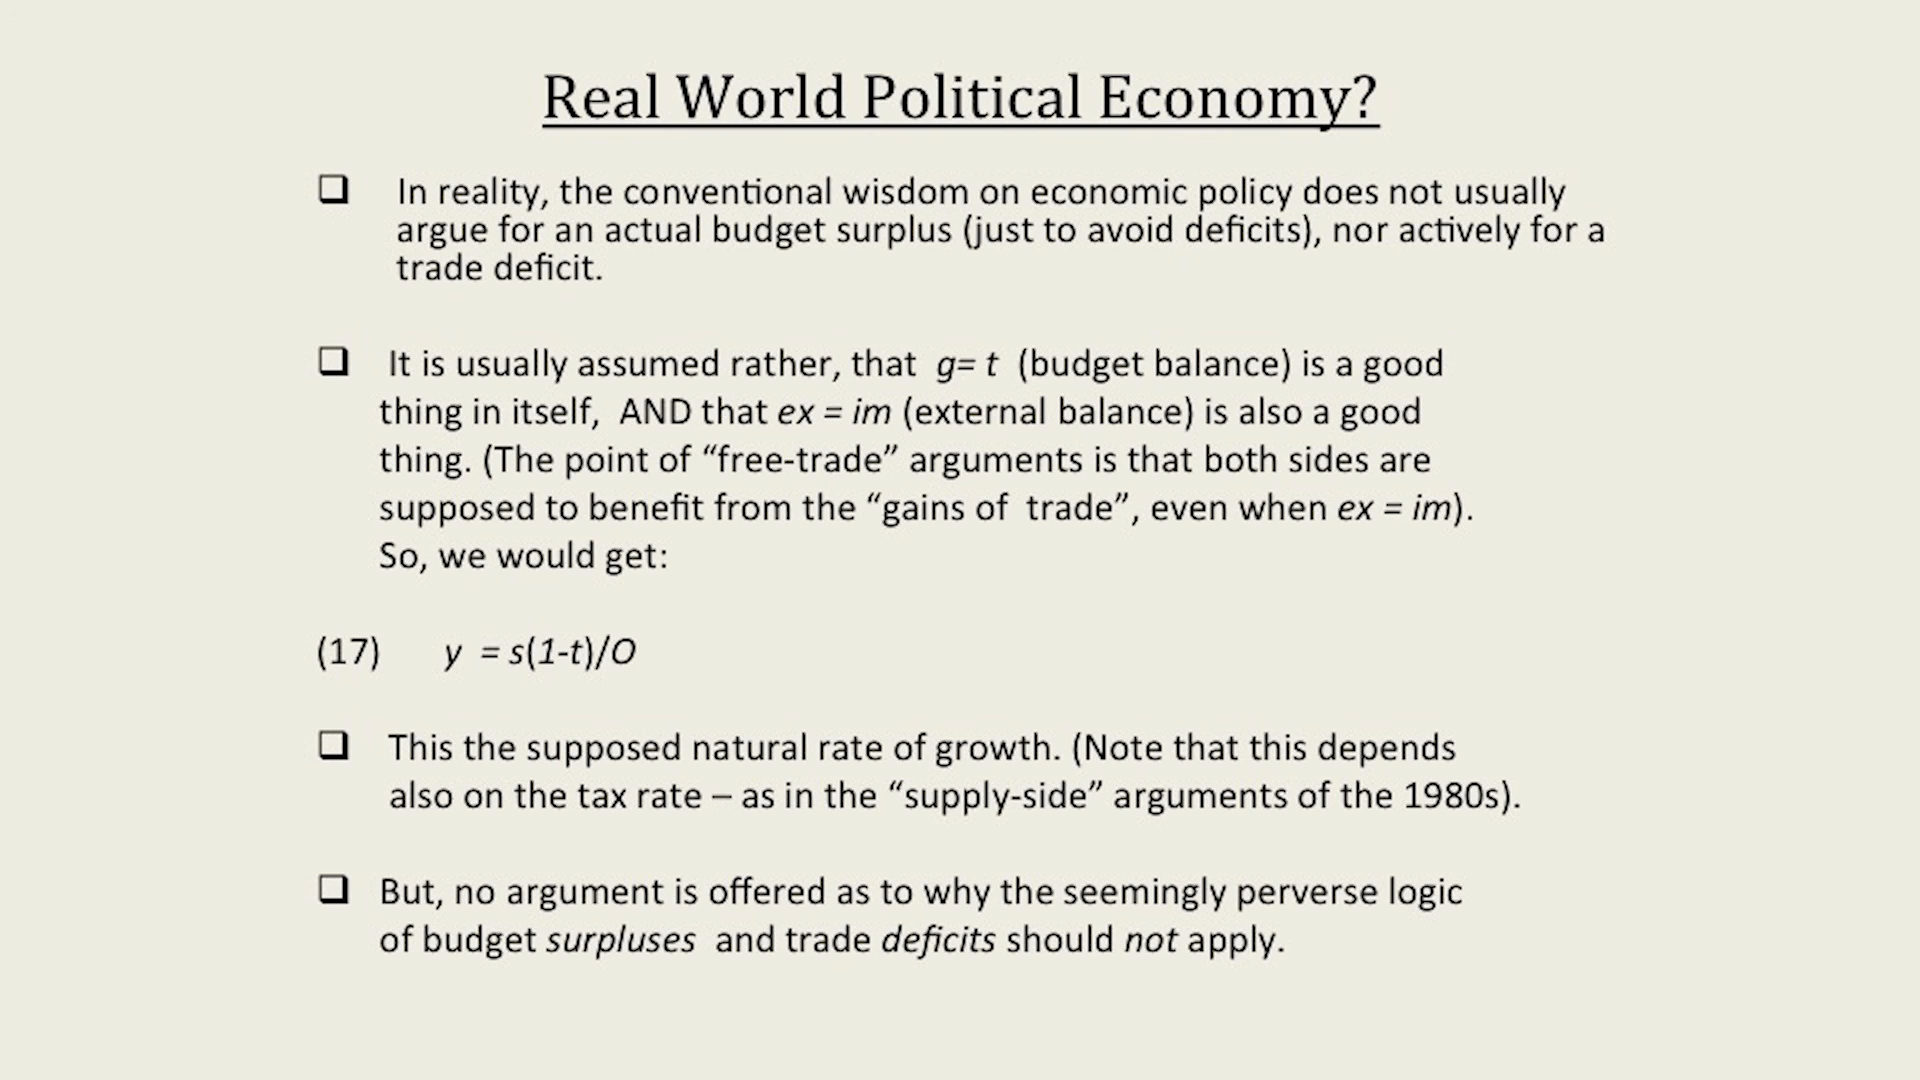 Real World Political Economy?
❑ In reality, the conventional wisdom on economic policy does not usually
argue for an actual budget surplus (just to avoid deficits), nor actively for a
trade deficit.
❑ It is usually assumed rather, that g= t (budget balance) is a good
thing in itself, AND that ex = im (external balance) is also a good
thing. (The point of “free-trade” arguments is that both sides are
supposed to benefit from the “gains of trade”, even when ex = im).
So, we would get:
(17) y = s(1-t)/O
❑ This the supposed natural rate of growth. (Note that this depends
also on the tax rate – as in the “supply-side” arguments of the 1980s).
❑ But, no argument is offered as to why the seemingly perverse logic
of budget surpluses and trade deficits should not apply.